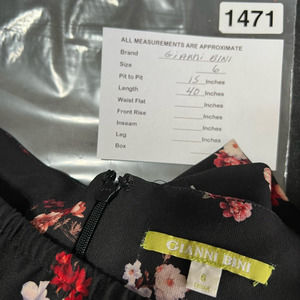 1471
ALL MEASUREMENTS ARE APPROXIMATE
Brand GIANNI BINI
Size 6
Pit to Pit 15 Inches
Length 40 Inches
Waist Flat Inches
Front Rise Inches
Inseam Inches
Leg Inches
Box
GIANNI BINI
6